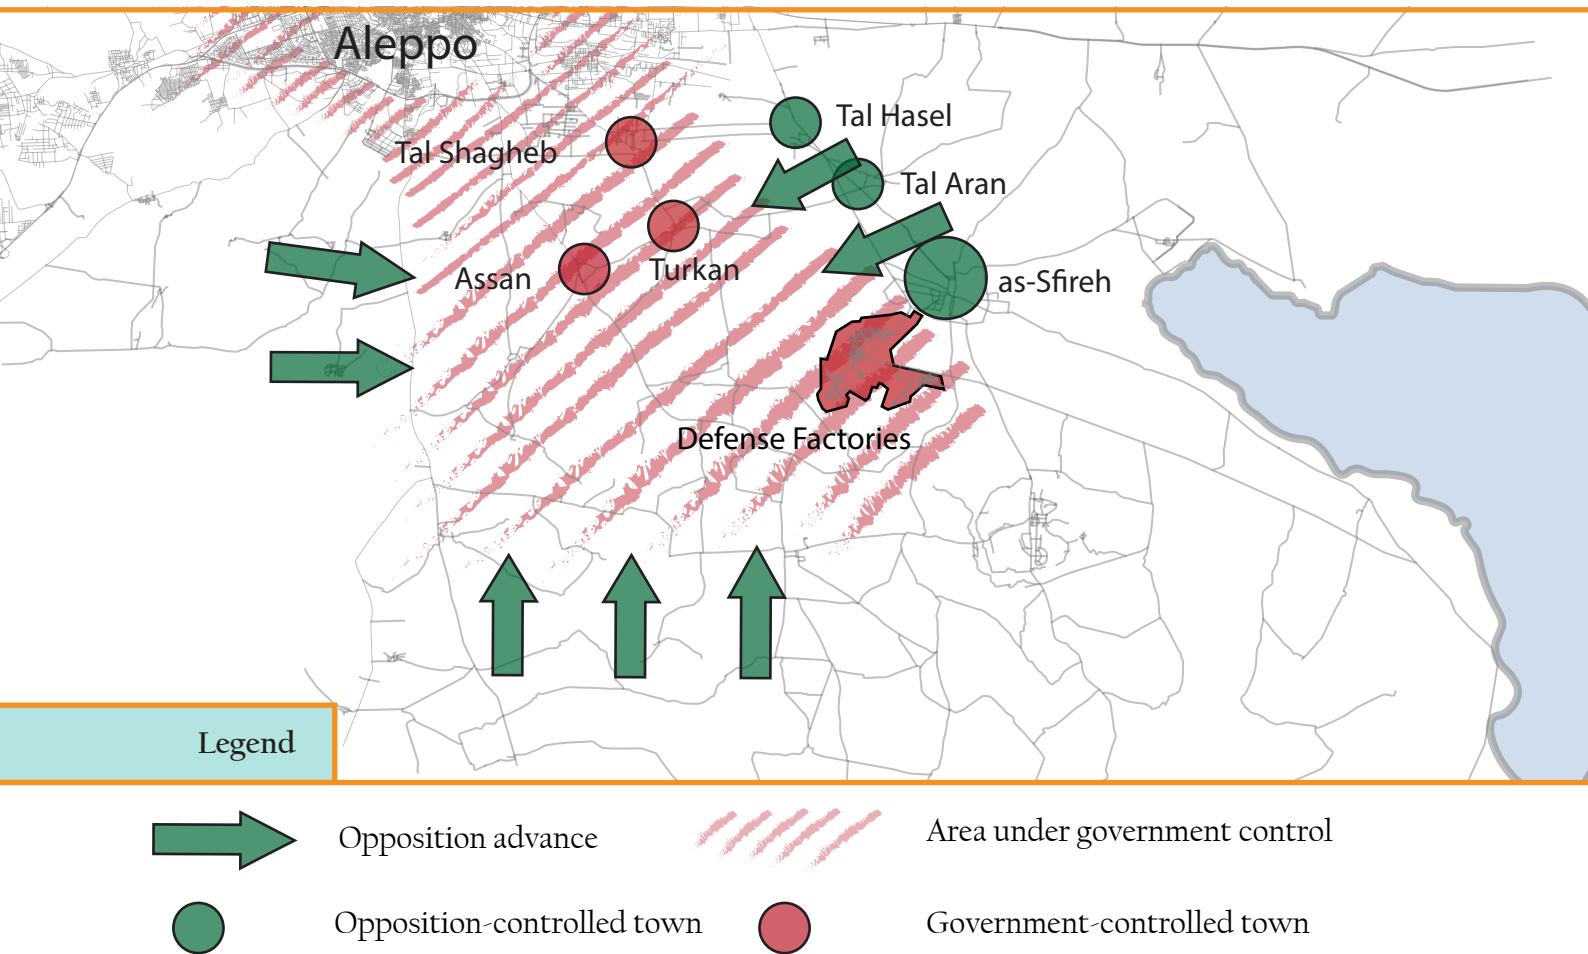 Aleppo
Tal Hasel
Tal Shagheb
Tal Aran
Assan
Turkan
as-Sfireh
Defense Factories
Legend
Opposition advance
Area under government control
Opposition-controlled town
Government-controlled town